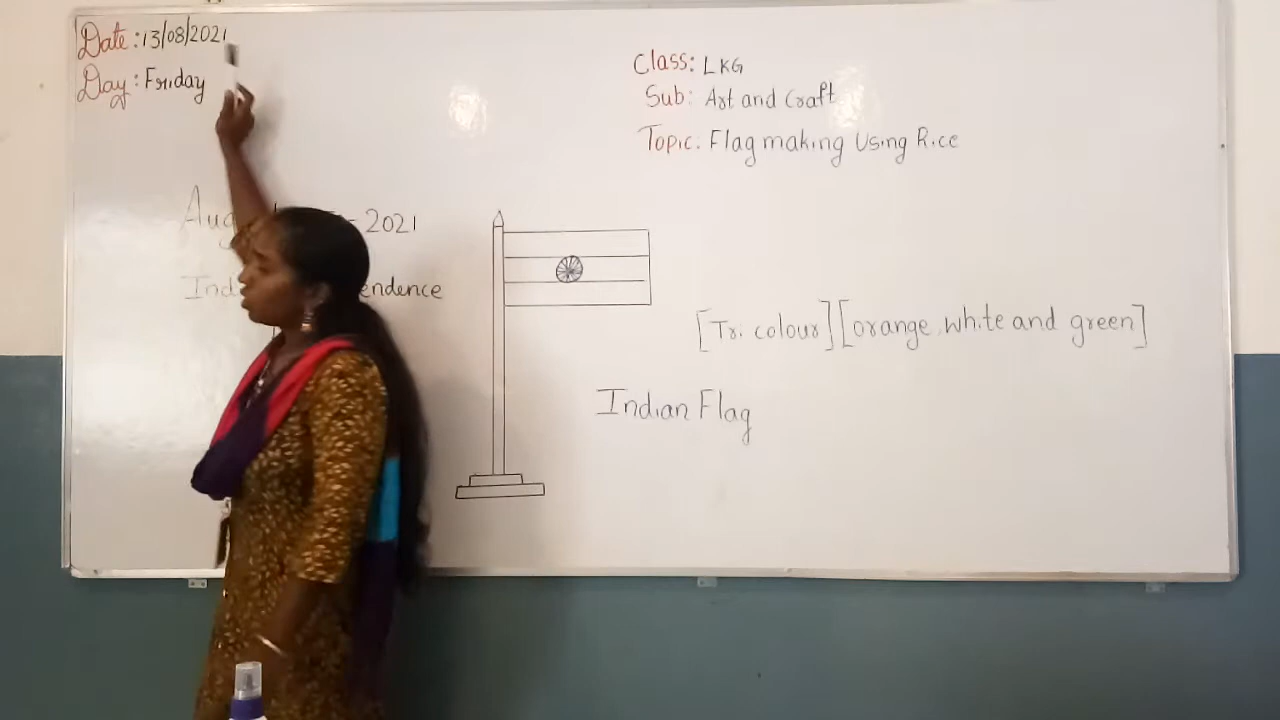 Date: 13/08/2021
Day: Friday
Class: LKG
Sub: Art and Craft
Topic: Flag making Using Rice
2021
[Tri colour] [orange, white and green]
Indian Flag